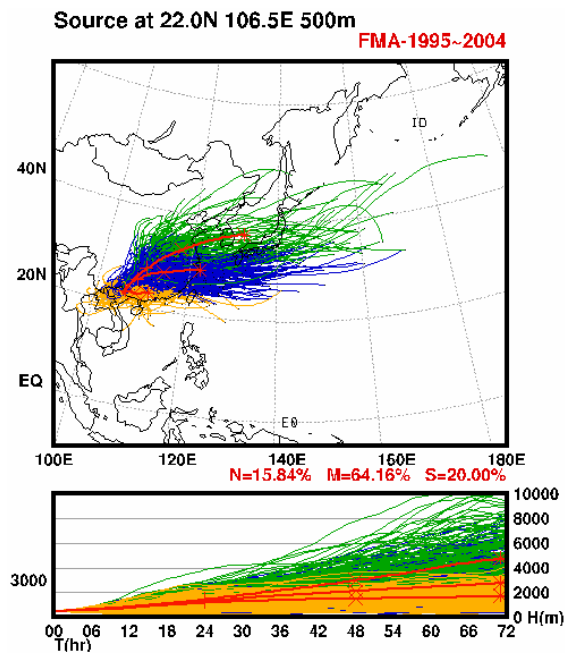 Source at 22.0N 106.5E 500m
FMA-1995~2004
ID
40N
20N
EQ
E0
100E 120E 140E 160E 180E
N=15.84% M=64.16% S=20.00%
10000
8000
6000
4000
3000
2000
0 H(m)
00 06 12 18 24 30 36 42 48 54 60 66 72
T(hr)